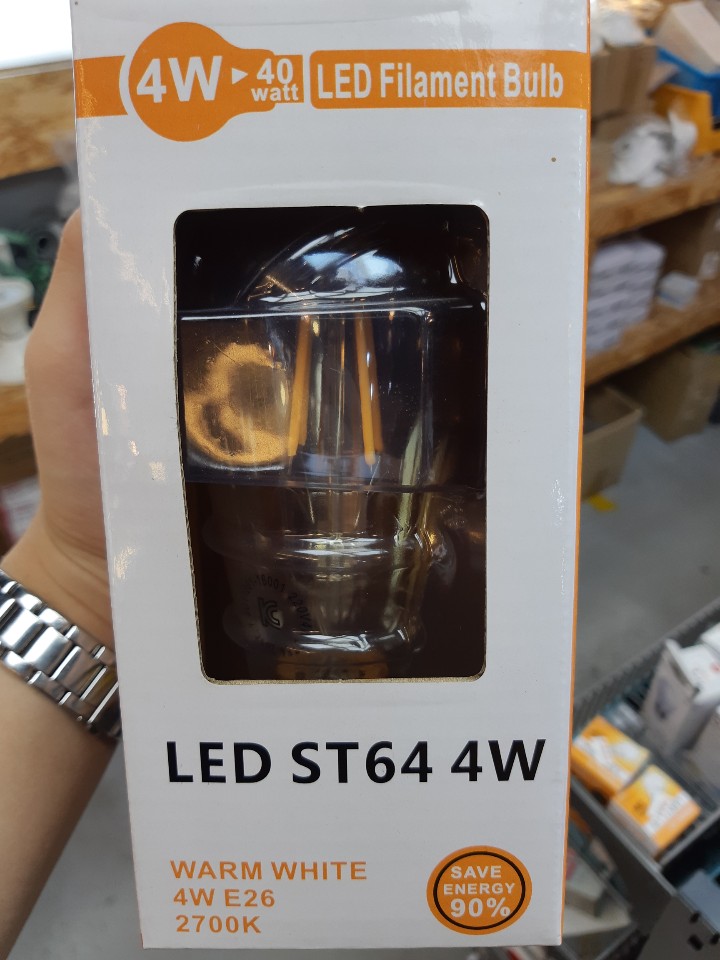 4W ▸ 40
watt
LED Filament Bulb
LED ST64 4W
WARM WHITE
4W E26
2700K
SAVE
ENERGY
90%